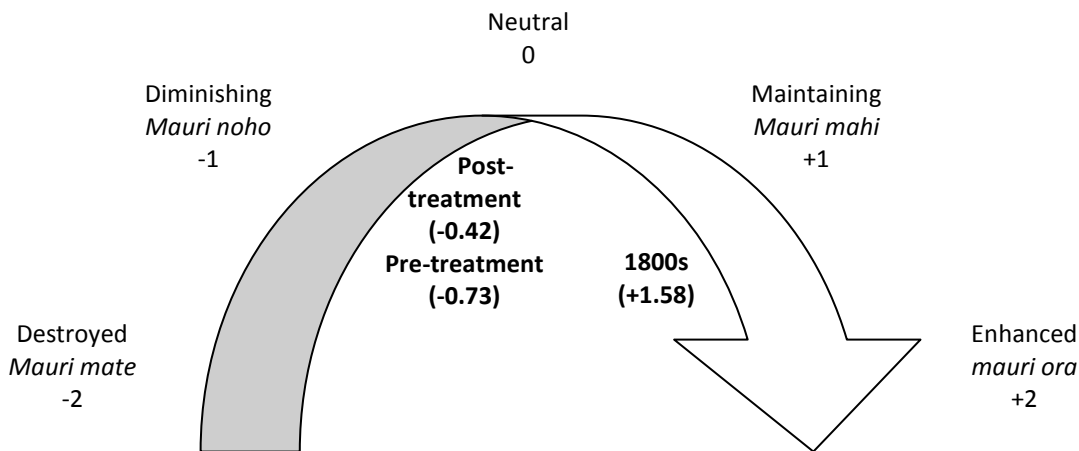 Neutral
0
Diminishing
Mauri noho
-1
Maintaining
Mauri mahi
+1
Post-
treatment
(-0.42)
Pre-treatment
(-0.73)
1800s
(+1.58)
Destroyed
Mauri mate
-2
Enhanced
mauri ora
+2